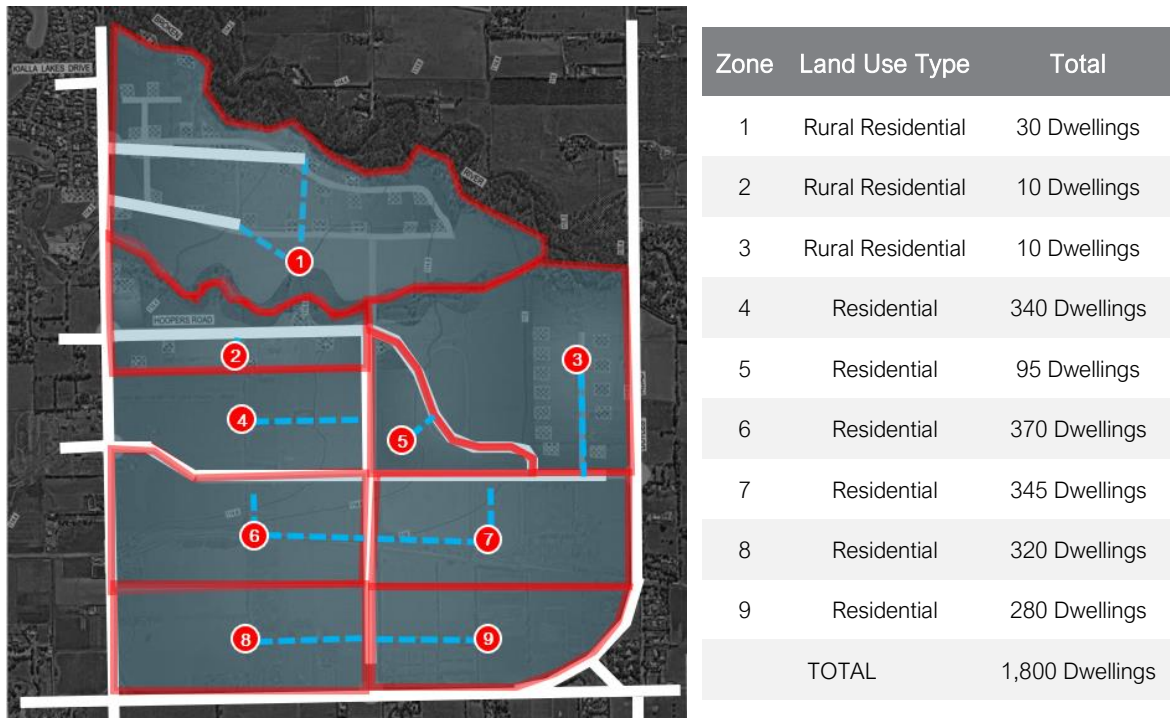 BROKEN
KIALLA LAKES DRIVE
RIVER
1
HOOPERS ROAD
2
3
4
5
6
7
8
9
Zone Land Use Type Total
1 Rural Residential 30 Dwellings
2 Rural Residential 10 Dwellings
3 Rural Residential 10 Dwellings
4 Residential 340 Dwellings
5 Residential 95 Dwellings
6 Residential 370 Dwellings
7 Residential 345 Dwellings
8 Residential 320 Dwellings
9 Residential 280 Dwellings
TOTAL 1,800 Dwellings